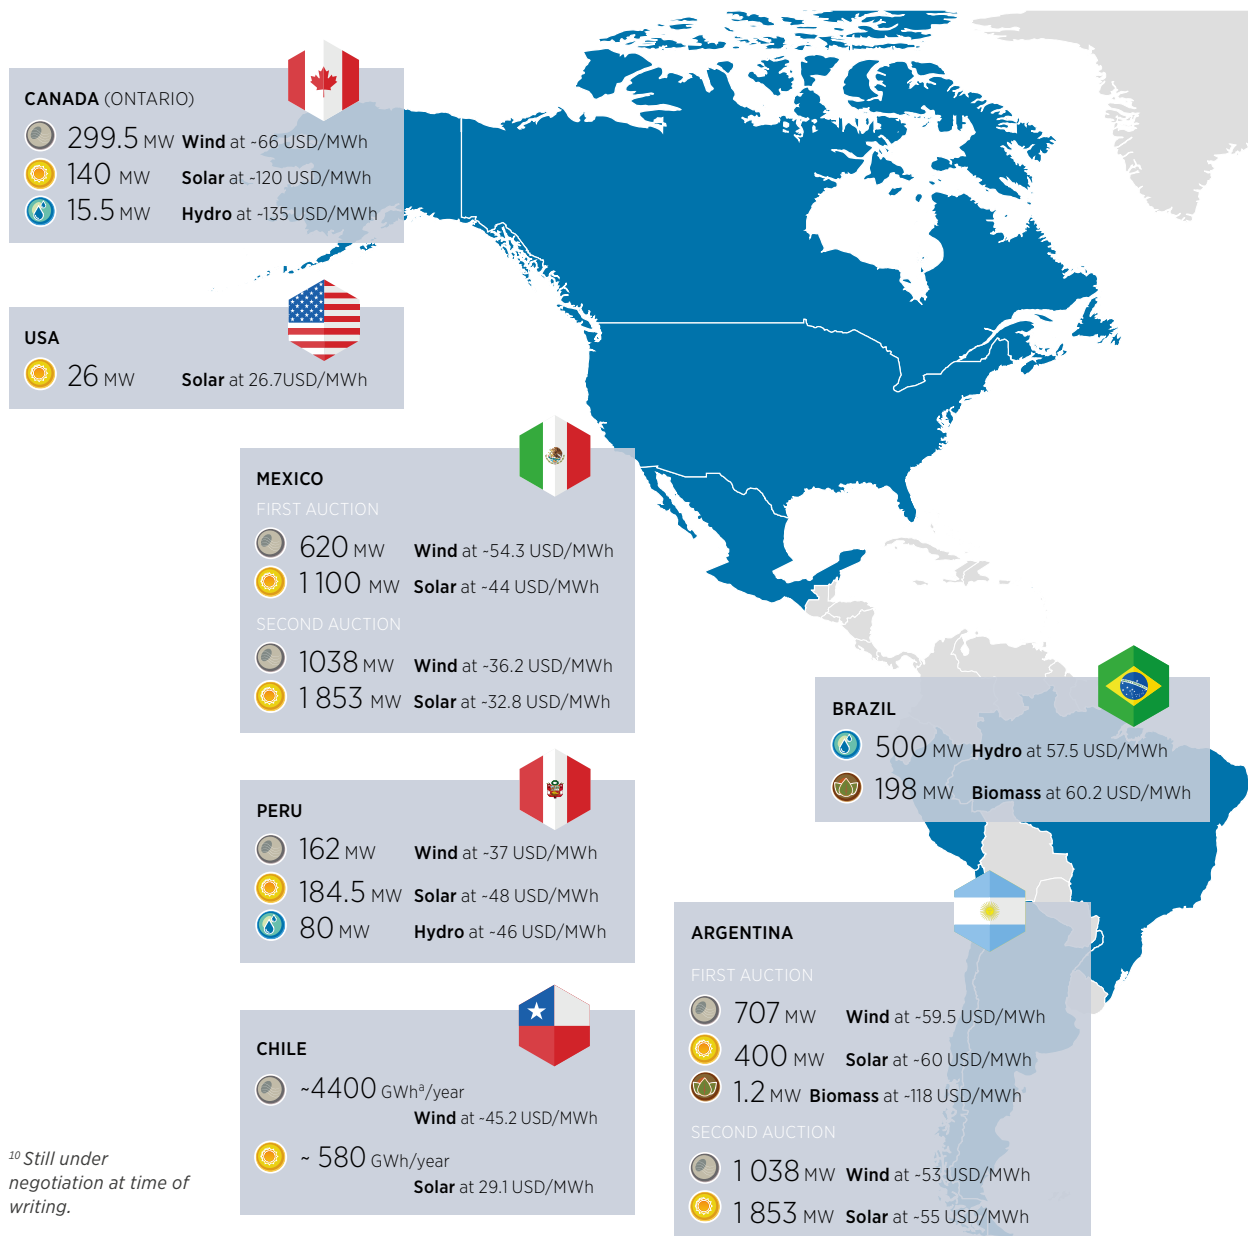 CANADA (ONTARIO)
299.5 MW Wind at ~66 USD/MWh
140 MW Solar at ~120 USD/MWh
15.5 MW Hydro at ~135 USD/MWh
USA
26 MW Solar at 26.7USD/MWh
MEXICO
FIRST AUCTION
620 MW Wind at ~54.3 USD/MWh
1 100 MW Solar at ~44 USD/MWh
SECOND AUCTION
1038 MW Wind at ~36.2 USD/MWh
1 853 MW Solar at ~32.8 USD/MWh
BRAZIL
500 MW Hydro at 57.5 USD/MWh
198 MW Biomass at 60.2 USD/MWh
PERU
162 MW Wind at ~37 USD/MWh
184.5 MW Solar at ~48 USD/MWh
80 MW Hydro at ~46 USD/MWh
ARGENTINA
FIRST AUCTION
707 MW Wind at ~59.5 USD/MWh
400 MW Solar at ~60 USD/MWh
1.2 MW Biomass at ~118 USD/MWh
SECOND AUCTION
1 038 MW Wind at ~53 USD/MWh
1 853 MW Solar at ~55 USD/MWh
CHILE
~4400 GWhᵃ/year
Wind at ~45.2 USD/MWh
~ 580 GWh/year
Solar at 29.1 USD/MWh
¹⁰ Still under
negotiation at time of
writing.